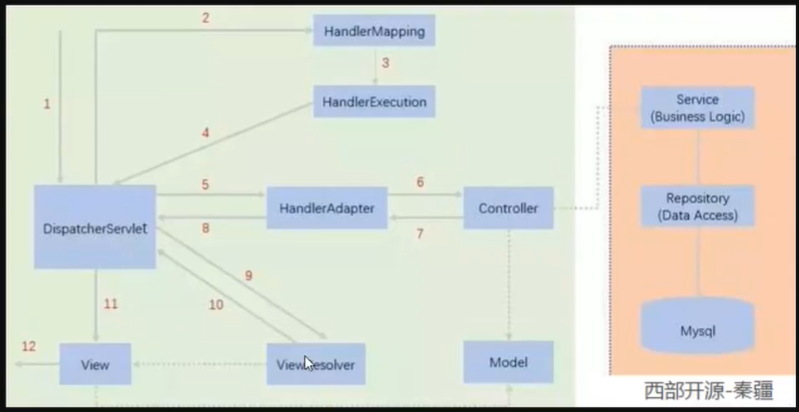 2
HandlerMapping
1
3
HandlerExecution
Service
(Business Logic)
4
5
6
DispatcherServlet
HandlerAdapter
Controller
Repository
(Data Access)
8
7
9
10
11
Mysql
12
View
Model
西部开源-秦疆